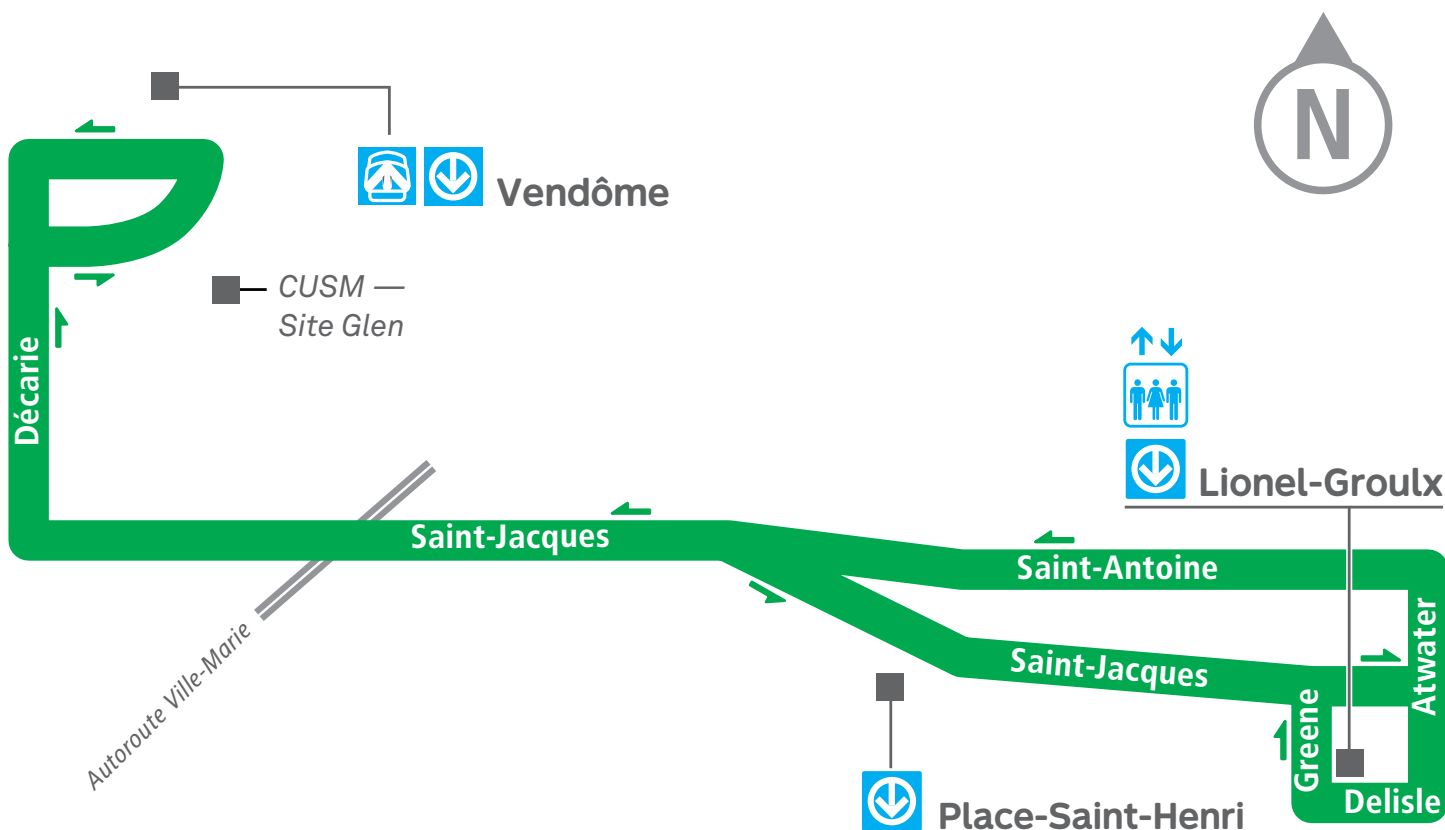 N
Vendôme
CUSM —
Site Glen
Décarie
Lionel-Groulx
Saint-Jacques
Saint-Antoine
Atwater
Saint-Jacques
Greene
Autoroute Ville-Marie
Delisle
Place-Saint-Henri